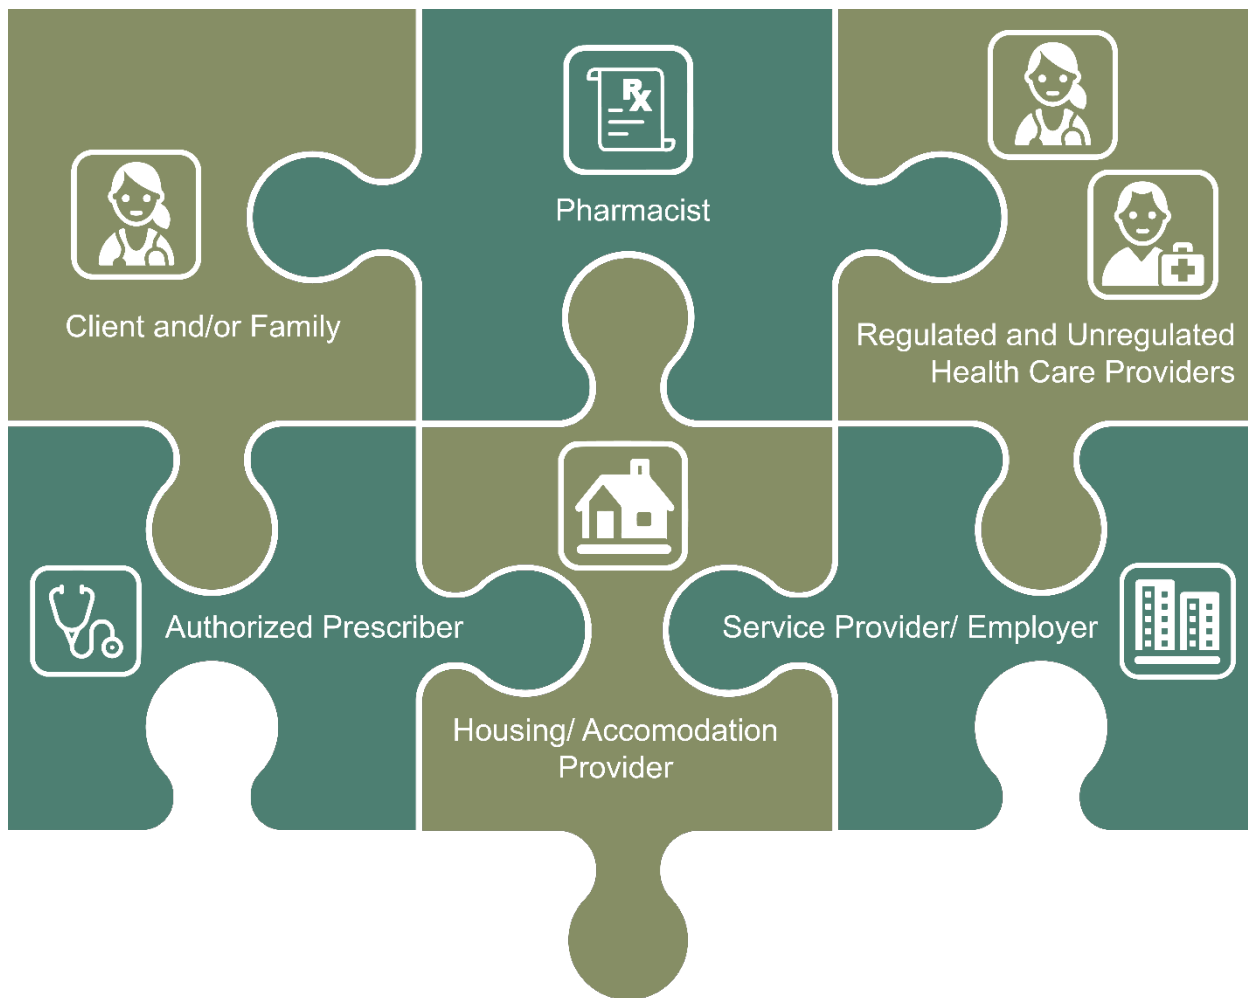 Rx
Pharmacist
Client and/or Family
Regulated and Unregulated
Health Care Providers
Authorized Prescriber
Service Provider/ Employer
Housing/ Accomodation
Provider